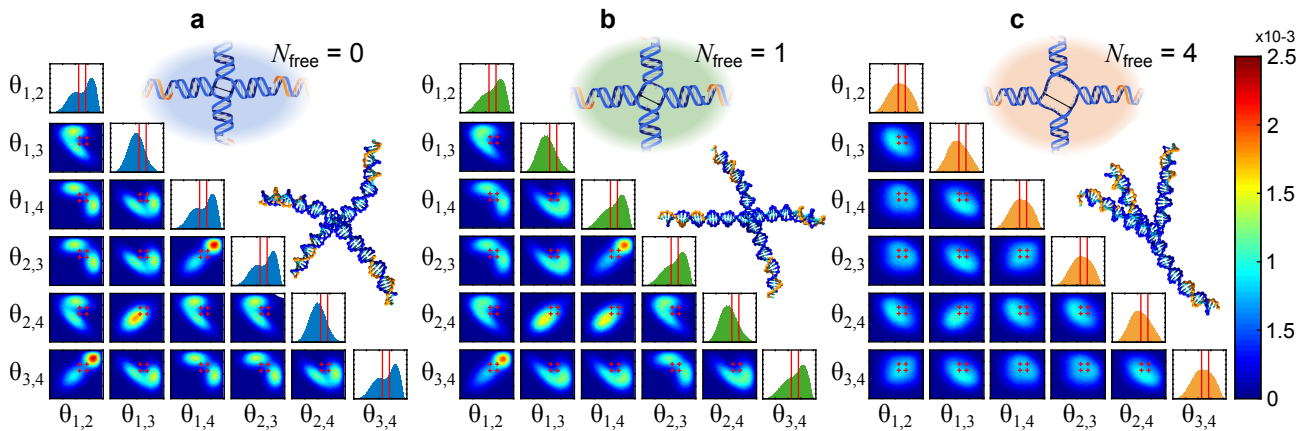 a
b
c
N_free = 0
N_free = 1
N_free = 4
x10-3
2.5
2
1.5
1
1.5
0
θ1,2
θ1,3
θ1,4
θ2,3
θ2,4
θ3,4
θ1,2 θ1,3 θ1,4 θ2,3 θ2,4 θ3,4
θ1,2
θ1,3
θ1,4
θ2,3
θ2,4
θ3,4
θ1,2 θ1,3 θ1,4 θ2,3 θ2,4 θ3,4
θ1,2
θ1,3
θ1,4
θ2,3
θ2,4
θ3,4
θ1,2 θ1,3 θ1,4 θ2,3 θ2,4 θ3,4